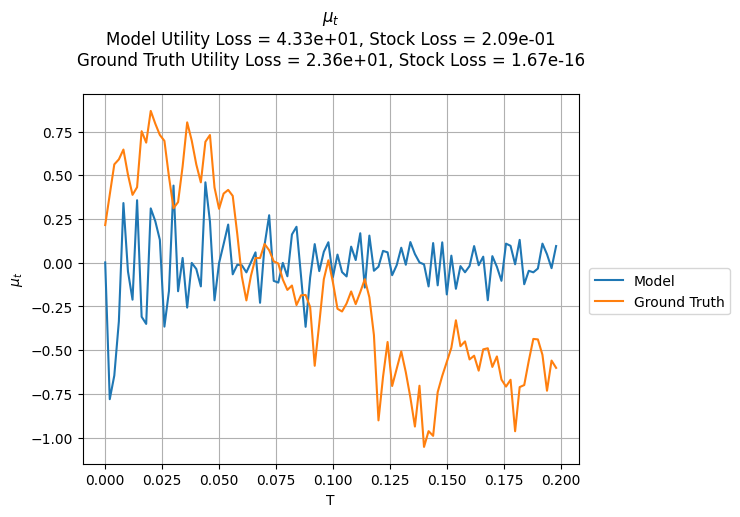 μt
Model Utility Loss = 4.33e+01, Stock Loss = 2.09e-01
Ground Truth Utility Loss = 2.36e+01, Stock Loss = 1.67e-16
0.75
0.50
0.25
0.00
−0.25
−0.50
−0.75
−1.00
μt
0.000 0.025 0.050 0.075 0.100 0.125 0.150 0.175 0.200
T
Model
Ground Truth